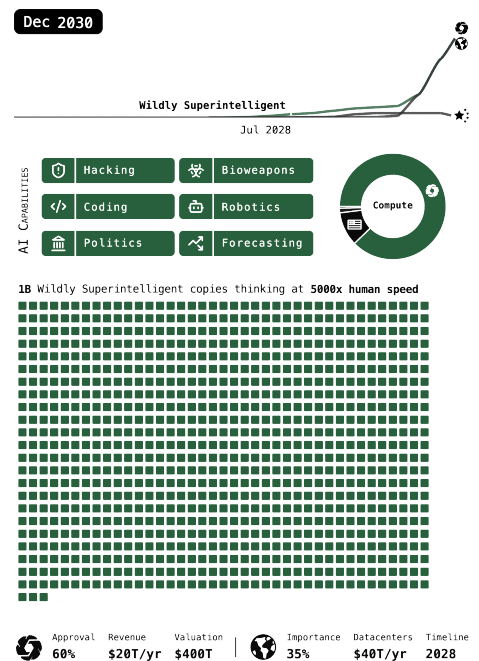 Dec 2030
Wildly Superintelligent
Jul 2028
AI Capabilities
Hacking
Bioweapons
Coding
Robotics
Politics
Forecasting
Compute
1B Wildly Superintelligent copies thinking at 5000x human speed
Approval Revenue Valuation Importance Datacenters Timeline
60% $20T/yr $400T 35% $40T/yr 2028